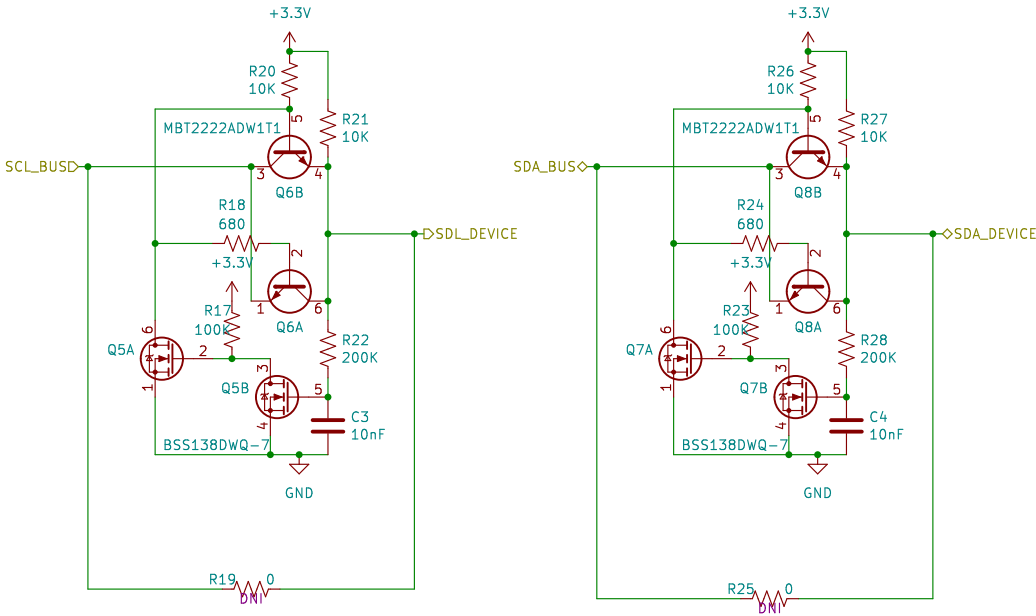 +3.3V
R20
10K
5
MBT2222ADW1T1
R21
10K
SCL_BUS
3
4
Q6B
R18
680
2
SDL_DEVICE
+3.3V
1
6
Q6A
R17
100K
6
Q5A
2
1
R22
200K
3
Q5B
5
4
C3
10nF
BSS138DWQ-7
GND
R19
0
DNI
+3.3V
R26
10K
5
MBT2222ADW1T1
R27
10K
SDA_BUS
3
4
Q8B
R24
680
2
SDA_DEVICE
+3.3V
1
6
Q8A
R23
100K
6
Q7A
2
1
R28
200K
3
Q7B
5
4
C4
10nF
BSS138DWQ-7
GND
R25
0
DNI